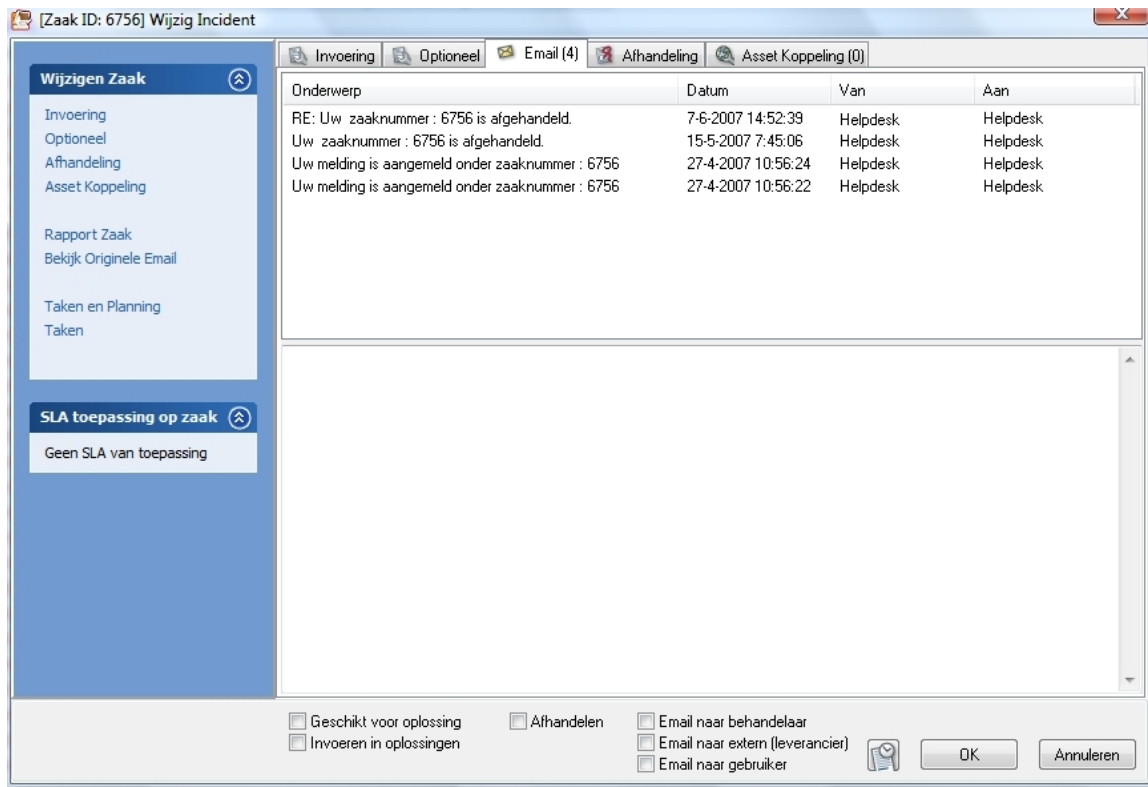 [Zaak ID: 6756] Wijzig Incident
Wijzigen Zaak
Invoering
Optioneel
Afhandeling
Asset Koppeling
Rapport Zaak
Bekijk Originele Email
Taken en Planning
Taken
SLA toepassing op zaak
Geen SLA van toepassing
Invoering Optioneel Email (4) Afhandeling Asset Koppeling (0)
Onderwerp Datum Van Aan
RE: Uw zaaknummer : 6756 is afgehandeld. 7-6-2007 14:52:39 Helpdesk Helpdesk
Uw zaaknummer : 6756 is afgehandeld. 15-5-2007 7:45:06 Helpdesk Helpdesk
Uw melding is aangemeld onder zaaknummer : 6756 27-4-2007 10:56:24 Helpdesk Helpdesk
Uw melding is aangemeld onder zaaknummer : 6756 27-4-2007 10:56:22 Helpdesk Helpdesk
Geschikt voor oplossing Afhandelen Email naar behandelaar
Invoeren in oplossingen Email naar extern (leverancier)
Email naar gebruiker
OK Annuleren